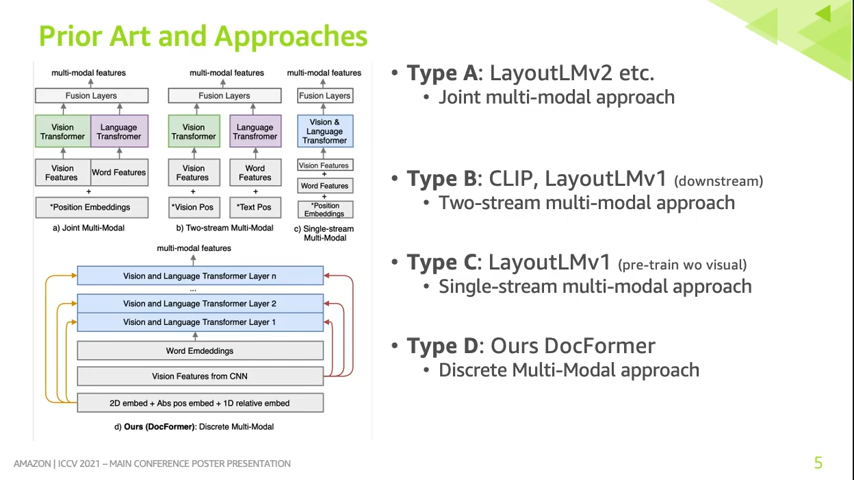 Prior Art and Approaches
multi-modal features
multi-modal features
multi-modal features
Fusion Layers
Fusion Layers
Fusion Layers
Vision Transformer
Language Transfromer
Vision Transformer
Language Transfromer
Vision & Language Transformer
Vision Features
Word Features
Vision Features
Word Features
Vision Features
+
Word Features
+
+
+
+
*Position Embeddings
*Vision Pos
*Text Pos
*Position Embeddings
a) Joint Multi-Modal
b) Two-stream Multi-Modal
c) Single-stream Multi-Modal
multi-modal features
Vision and Language Transformer Layer n
...
Vision and Language Transformer Layer 2
Vision and Language Transformer Layer 1
Word Emdeddings
Vision Features from CNN
2D embed + Abs pos embed + 1D relative embed
d) Ours (DocFormer): Discrete Multi-Modal
• Type A: LayoutLMv2 etc.
• Joint multi-modal approach
• Type B: CLIP, LayoutLMv1 (downstream)
• Two-stream multi-modal approach
• Type C: LayoutLMv1 (pre-train wo visual)
• Single-stream multi-modal approach
• Type D: Ours DocFormer
• Discrete Multi-Modal approach
AMAZON | ICCV 2021 – MAIN CONFERENCE POSTER PRESENTATION
5